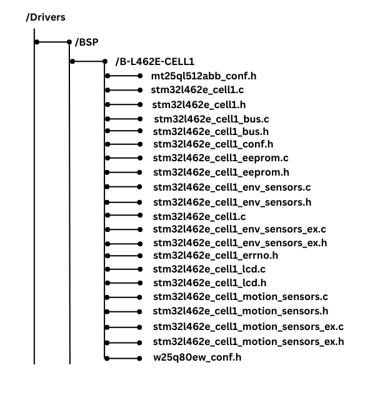 /Drivers
/BSP
/B-L462E-CELL1
mt25ql512abb_conf.h
stm32l462e_cell1.c
stm32l462e_cell1.h
stm32l462e_cell1_bus.c
stm32l462e_cell1_bus.h
stm32l462e_cell1_conf.h
stm32l462e_cell1_eeprom.c
stm32l462e_cell1_eeprom.h
stm32l462e_cell1_env_sensors.c
stm32l462e_cell1_env_sensors.h
stm32l462e_cell1.c
stm32l462e_cell1_env_sensors_ex.c
stm32l462e_cell1_env_sensors_ex.h
stm32l462e_cell1_errno.h
stm32l462e_cell1_lcd.c
stm32l462e_cell1_lcd.h
stm32l462e_cell1_motion_sensors.c
stm32l462e_cell1_motion_sensors.h
stm32l462e_cell1_motion_sensors_ex.c
stm32l462e_cell1_motion_sensors_ex.h
w25q80ew_conf.h